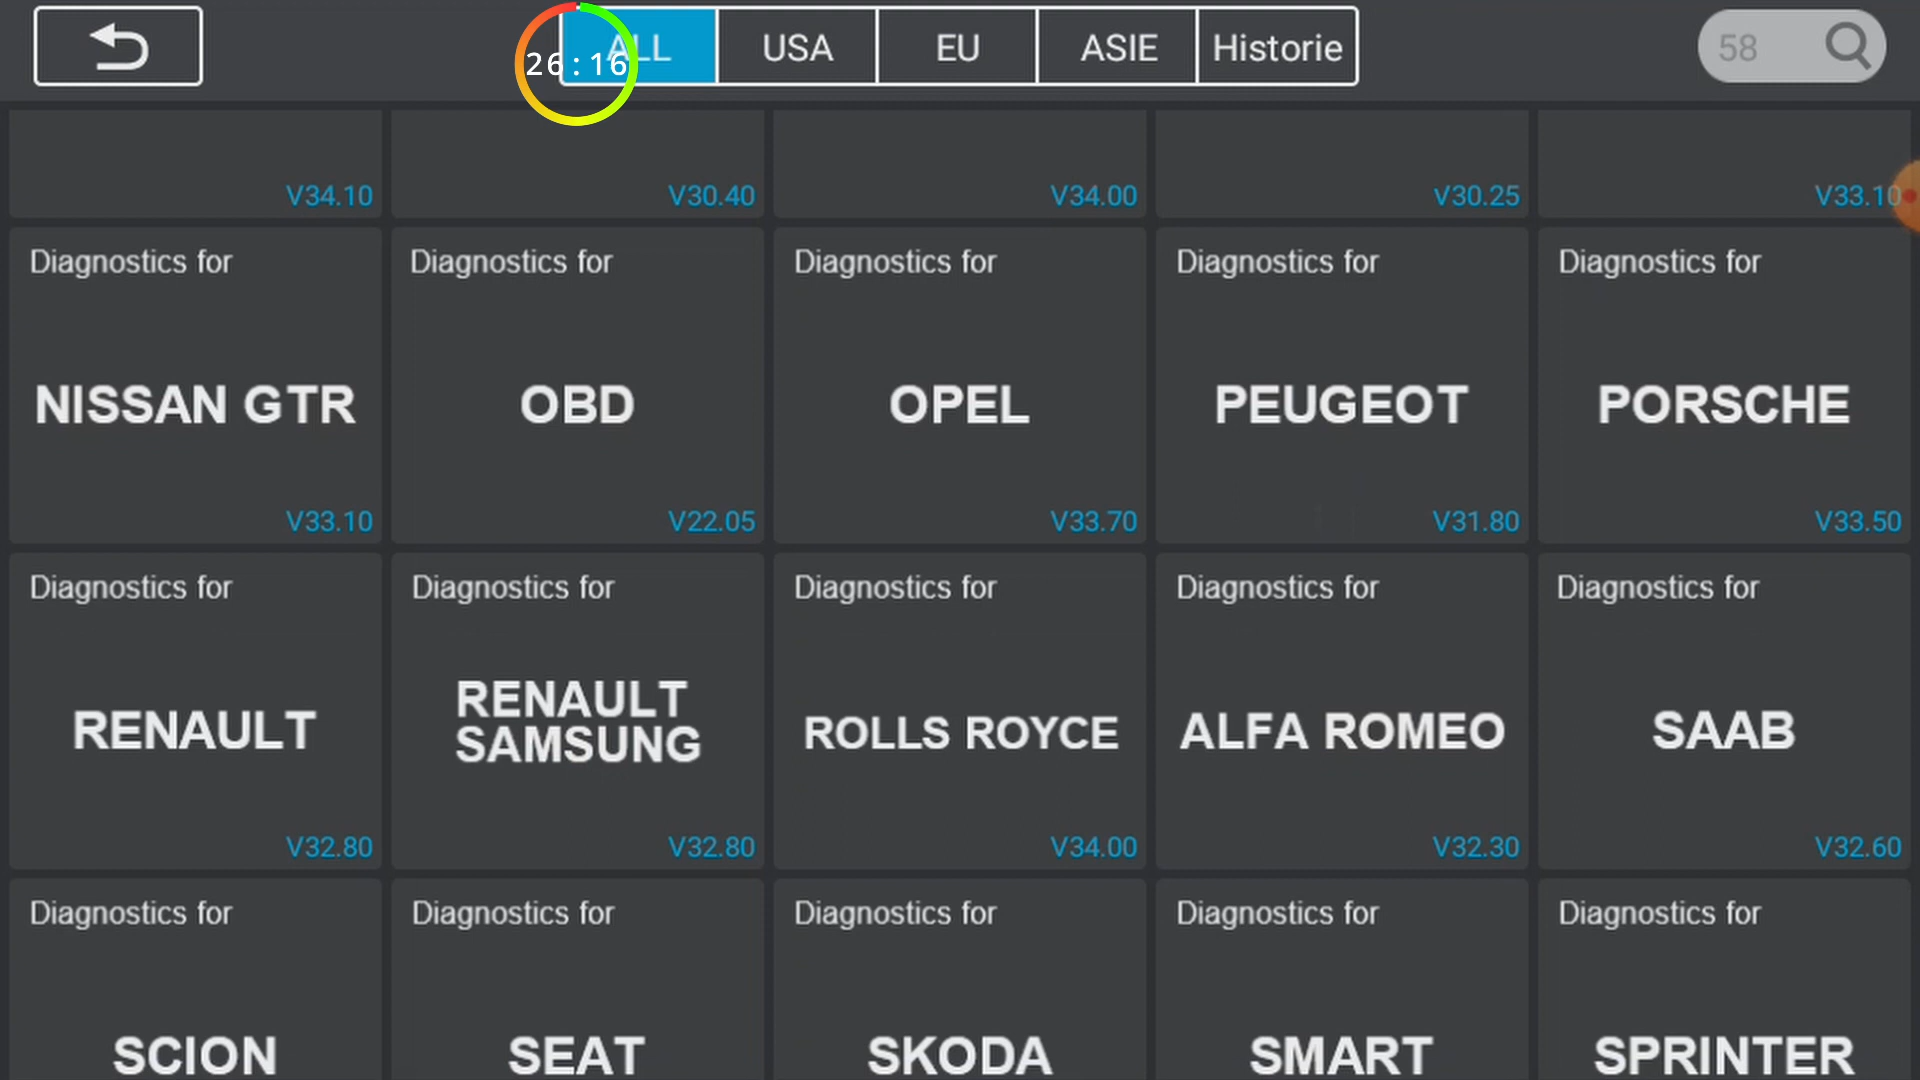 ALL
USA
EU
ASIE
Historie
58
26:16
V34.10
V30.40
V34.00
V30.25
V33.10
Diagnostics for
Diagnostics for
Diagnostics for
Diagnostics for
Diagnostics for
NISSAN GTR
OBD
OPEL
PEUGEOT
PORSCHE
V33.10
V22.05
V33.70
V31.80
V33.50
Diagnostics for
Diagnostics for
Diagnostics for
Diagnostics for
Diagnostics for
RENAULT
RENAULT
SAMSUNG
ROLLS ROYCE
ALFA ROMEO
SAAB
V32.80
V32.80
V34.00
V32.30
V32.60
Diagnostics for
Diagnostics for
Diagnostics for
Diagnostics for
Diagnostics for
SCION
SEAT
SKODA
SMART
SPRINTER